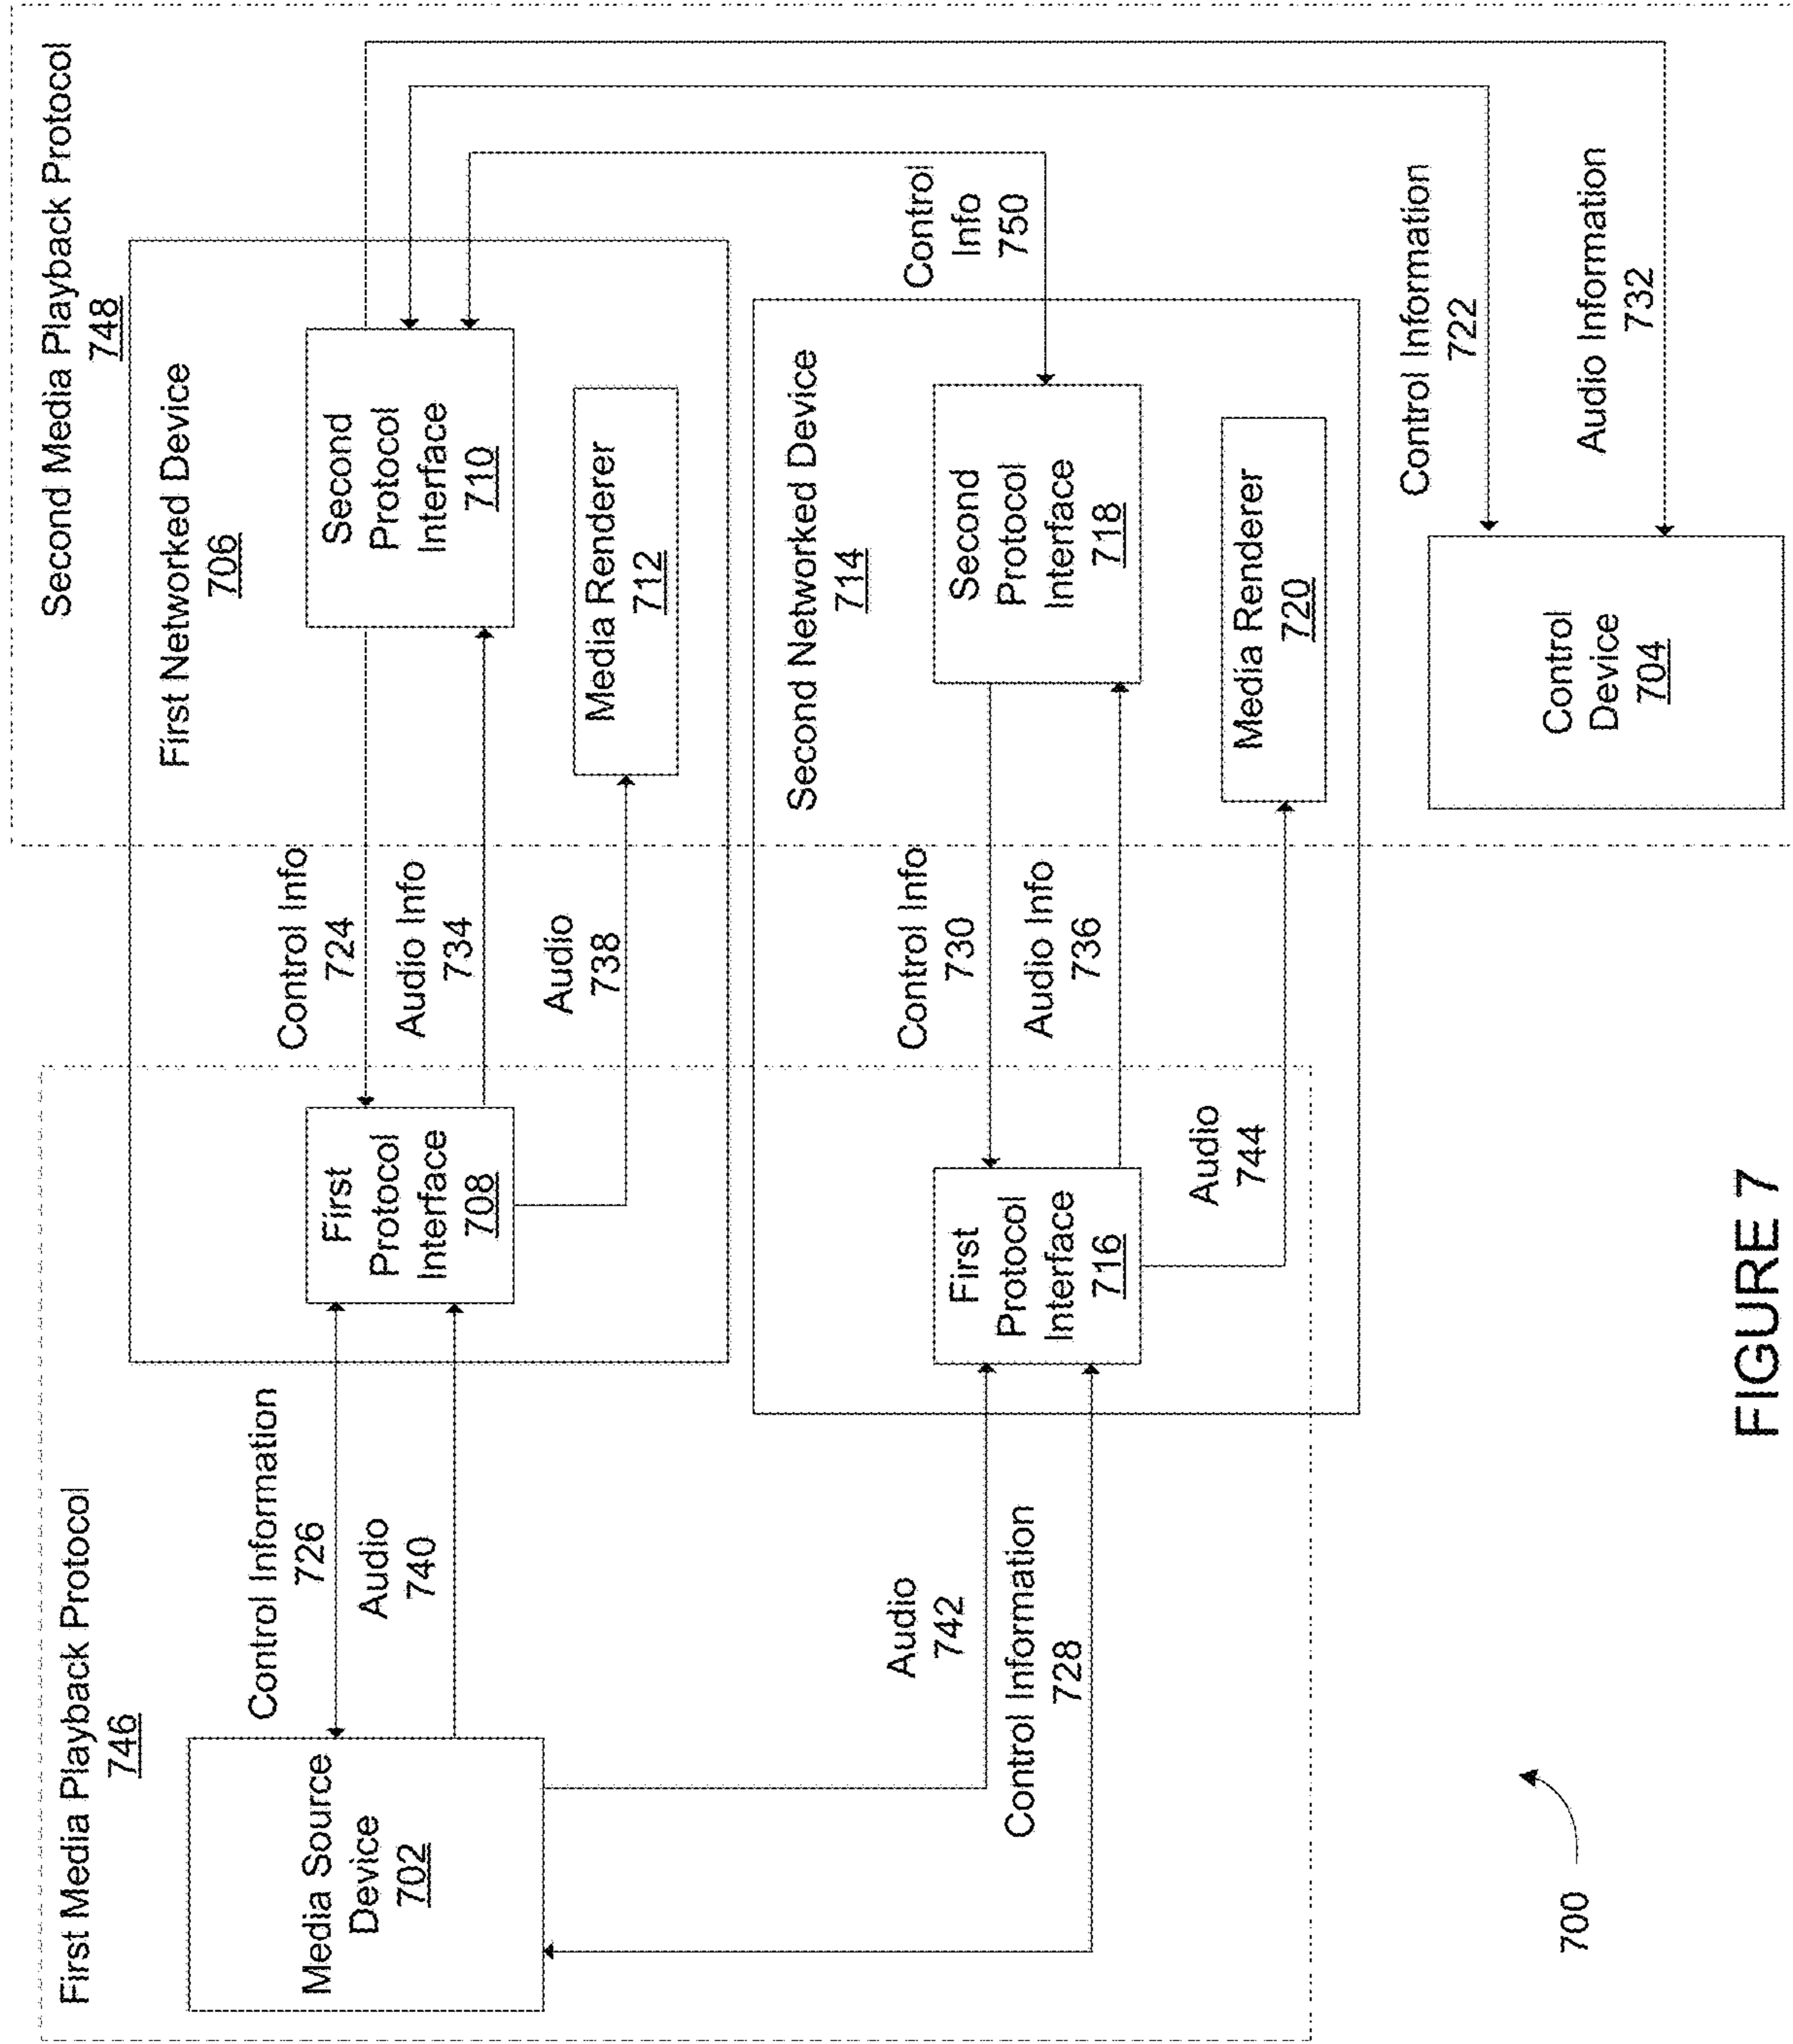 First Media Playback Protocol
746
Second Media Playback Protocol
748
Media Source
Device
702
Control Information
726
Audio
740
First Networked Device
706
First
Protocol
Interface
708
Control Info
724
Audio Info
734
Audio
738
Second
Protocol
Interface
710
Media Renderer
712
Audio
742
Control Information
728
Second Networked Device
714
First
Protocol
Interface
716
Control Info
730
Audio Info
736
Audio
744
Second
Protocol
Interface
718
Media Renderer
720
Control
Info
750
Control Information
722
Audio Information
732
Control
Device
704
700
FIGURE 7